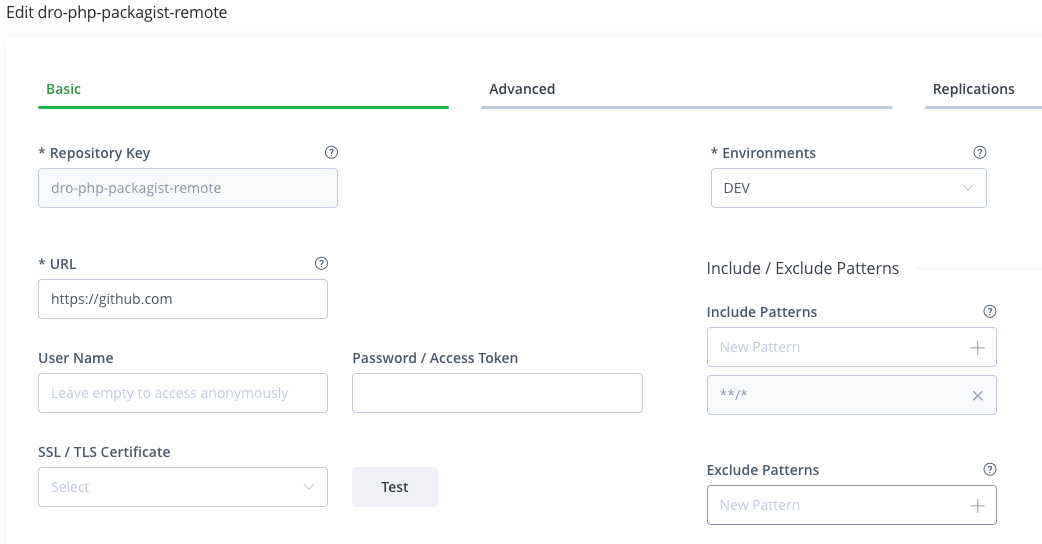 Edit dro-php-packagist-remote
Basic
Advanced
Replications
* Repository Key
dro-php-packagist-remote
* Environments
DEV
* URL
https://github.com
Include / Exclude Patterns
Include Patterns
New Pattern
**/*
User Name
Leave empty to access anonymously
Password / Access Token
SSL / TLS Certificate
Select
Test
Exclude Patterns
New Pattern